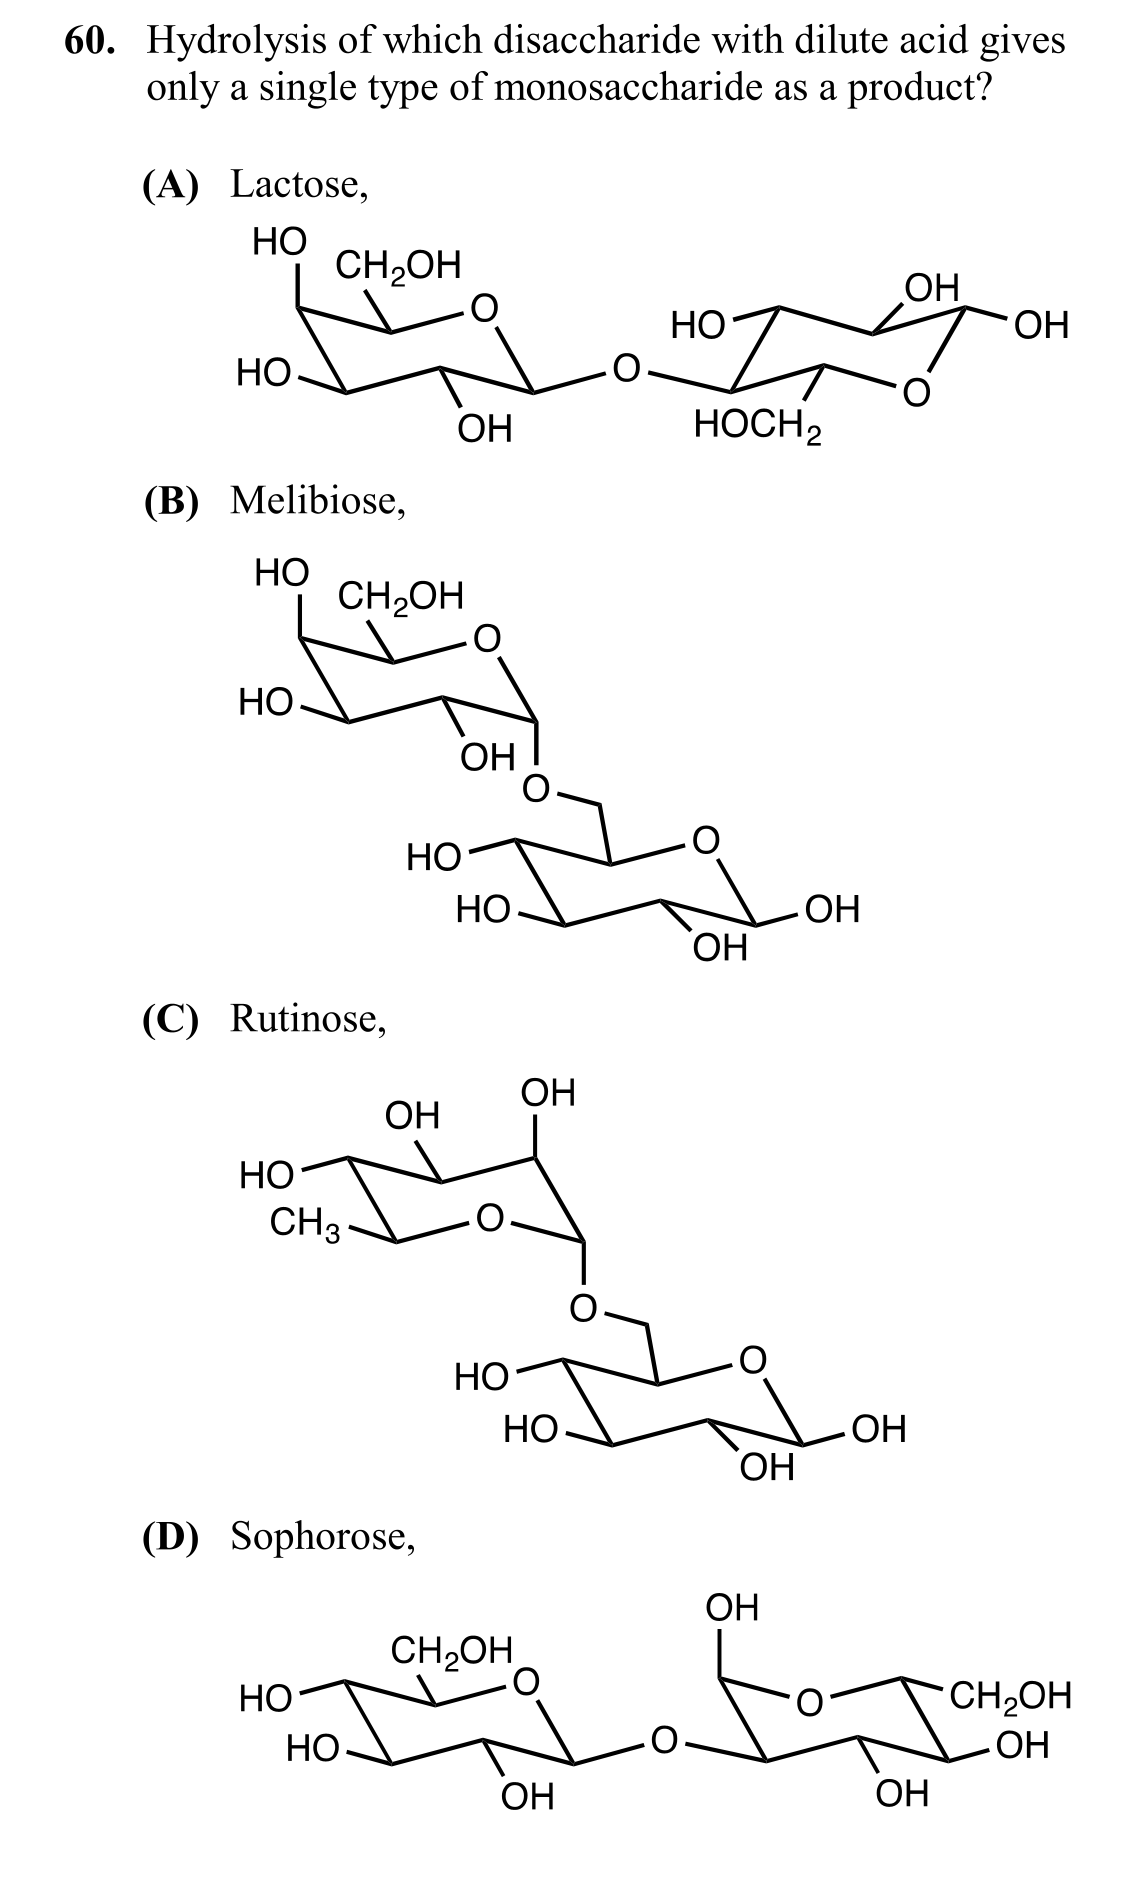 60. Hydrolysis of which disaccharide with dilute acid gives
only a single type of monosaccharide as a product?
(A) Lactose,
HO
CH₂OH
O
OH
HO
OH
HO
O
O
OH
HOCH₂
(B) Melibiose,
HO
CH₂OH
O
HO
OH
O
HO
O
HO
OH
OH
(C) Rutinose,
OH
OH
HO
CH₃
O
O
HO
O
HO
OH
OH
(D) Sophorose,
OH
CH₂OH
O
HO
O
CH₂OH
HO
O
OH
OH
OH